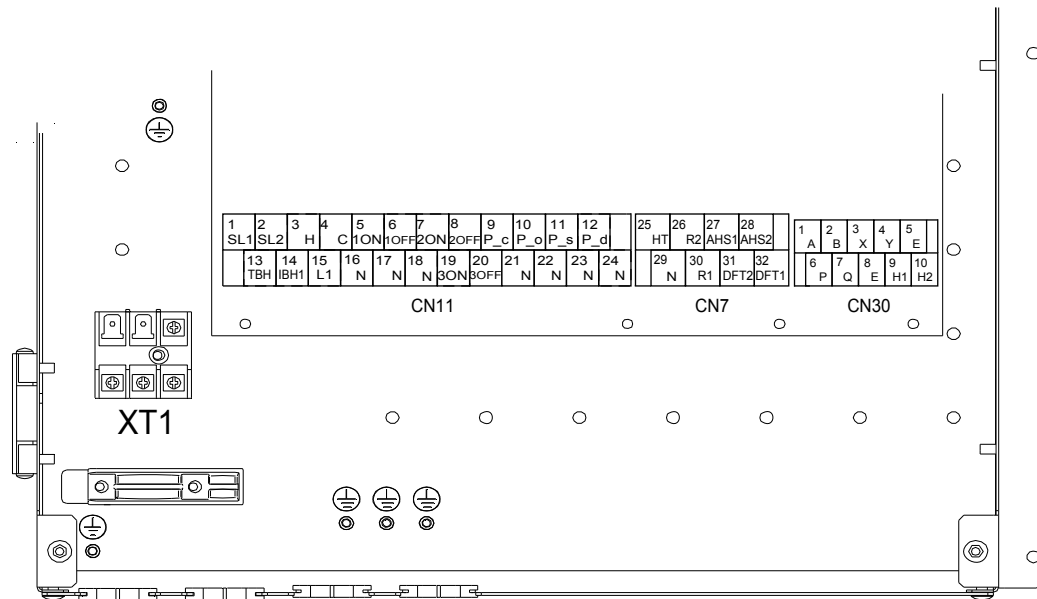 1 2 3 4 5 6 7 8 9 10 11 12
SL1 SL2 H C 1ON 1OFF 2ON 2OFF P_c P_o P_s P_d
13 14 15 16 17 18 19 20 21 22 23 24
TBH IBH1 L1 N N N 3ON 3OFF N N N N
CN11
25 26 27 28
HT R2 AHS1 AHS2
29 30 31 32
N R1 DFT2 DFT1
CN7
1 2 3 4 5
A B X Y E
6 7 8 9 10
P Q E H1 H2
CN30
XT1